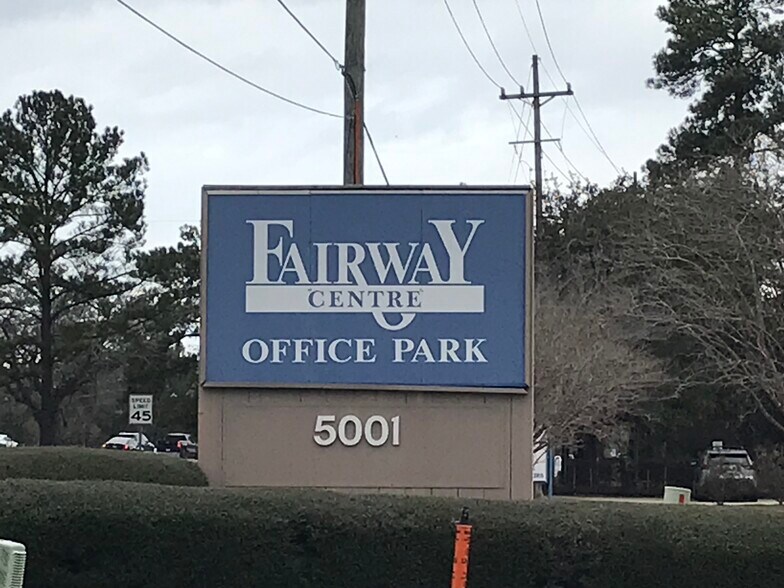 FAIRWAY
CENTRE
OFFICE PARK
5001
SPEED
LIMIT
45